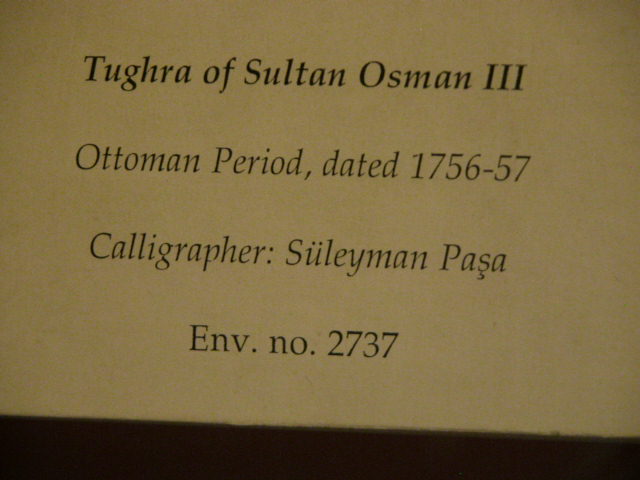 Tughra of Sultan Osman III
Ottoman Period, dated 1756-57
Calligrapher: Süleyman Paşa
Env. no. 2737